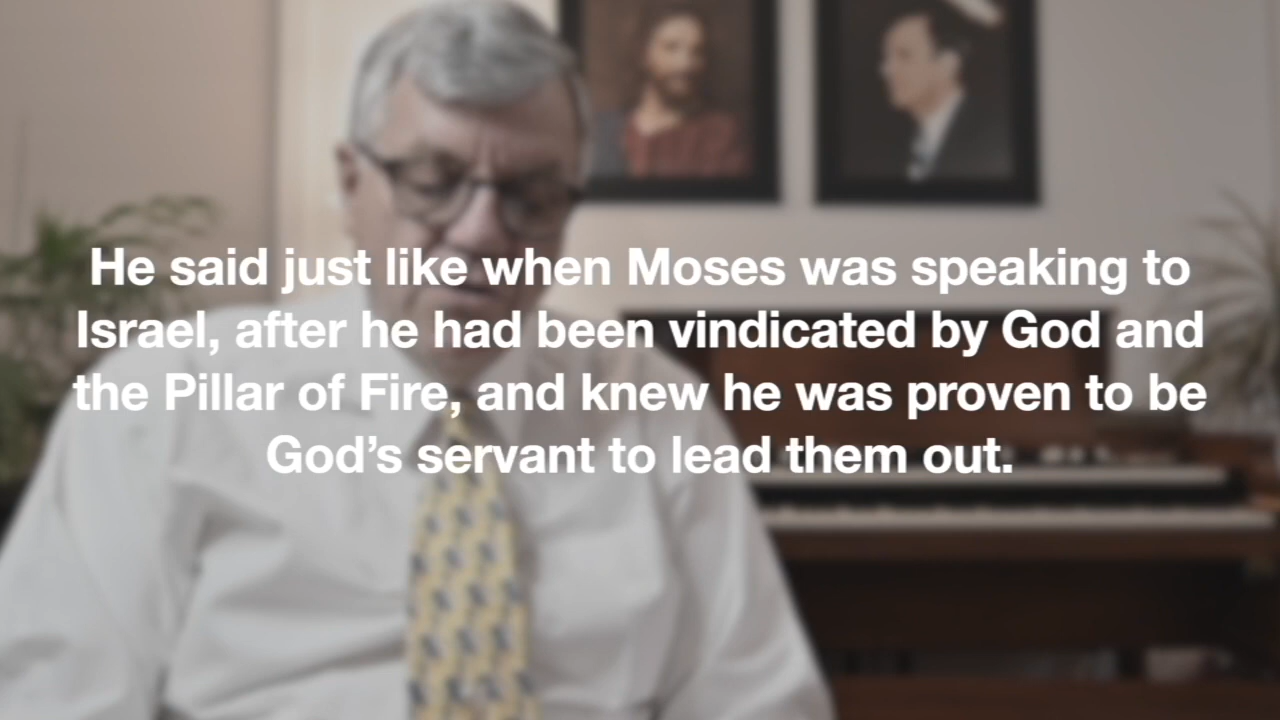 He said just like when Moses was speaking to
Israel, after he had been vindicated by God and
the Pillar of Fire, and knew he was proven to be
God’s servant to lead them out.